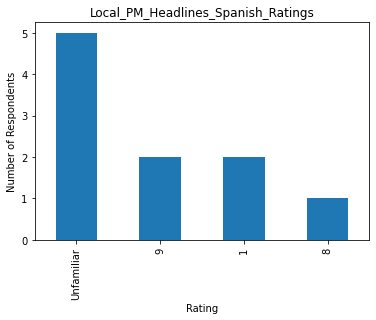 Local_PM_Headlines_Spanish_Ratings
Number of Respondents
5
4
3
2
1
0
Unfamiliar
9
1
8
Rating